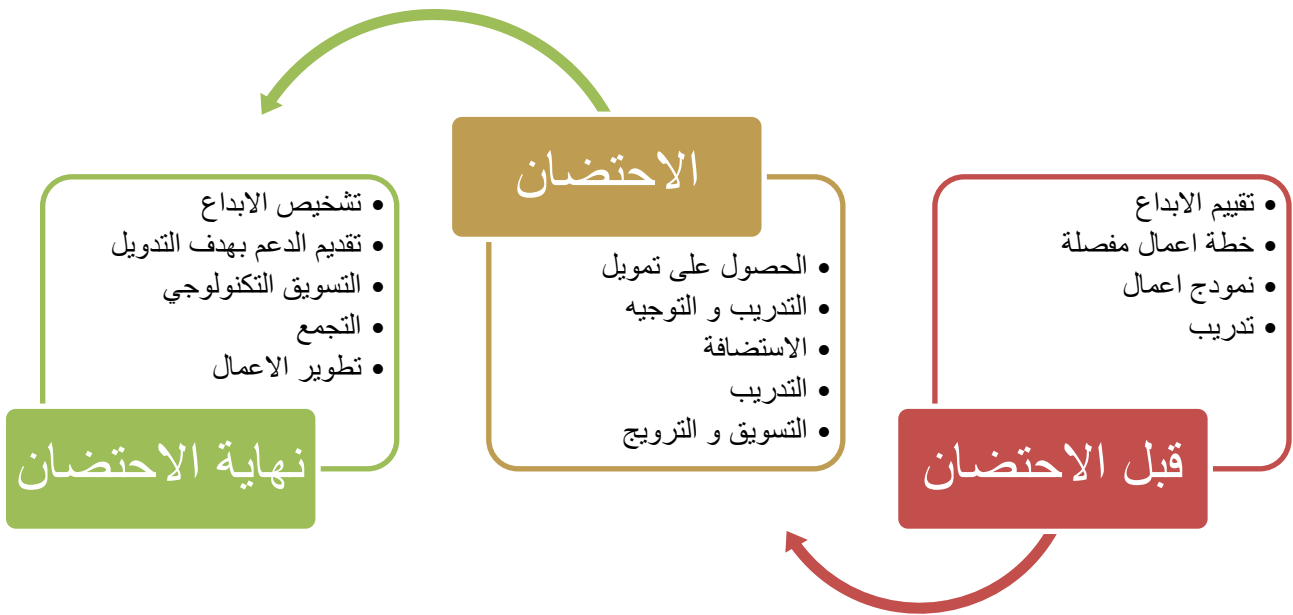 قبل الاحتضان
• تقييم الابداع
• خطة اعمال مفصلة
• نمودج اعمال
• تدريب
الاحتضان
• الحصول على تمويل
• التدريب و التوجيه
• الاستضافة
• التدريب
• التسويق و الترويج
نهاية الاحتضان
• تشخيص الابداع
• تقديم الدعم بهدف التدويل
• التسويق التكنولوجي
• التجمع
• تطوير الاعمال